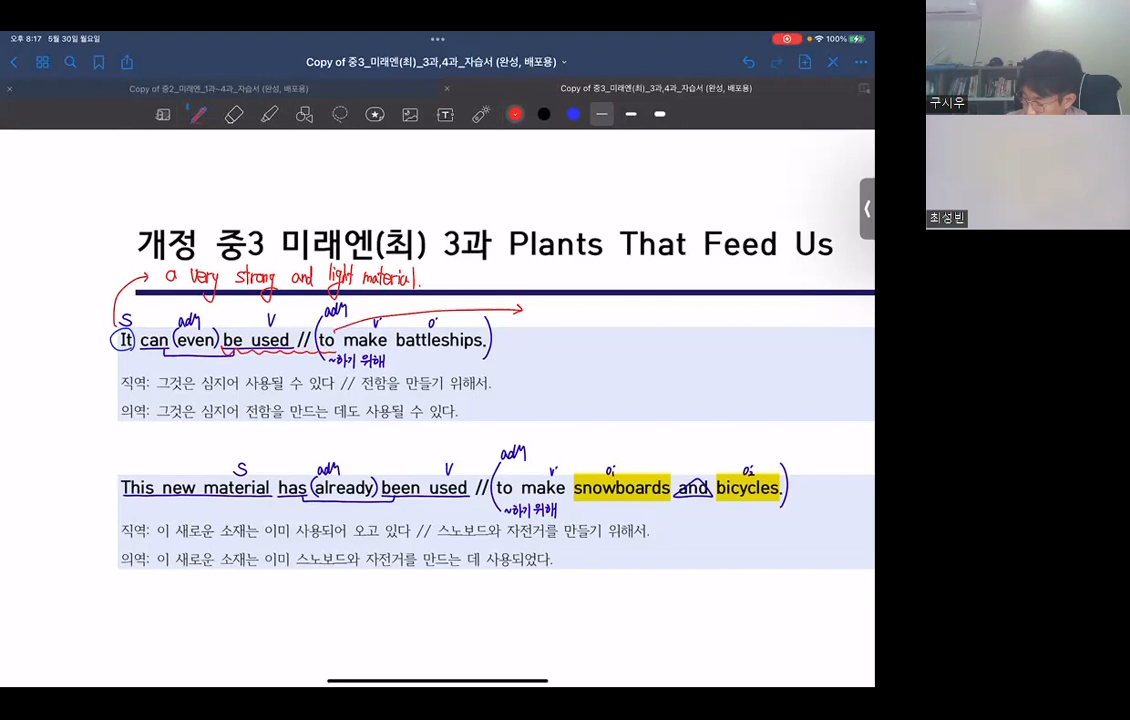 오후 8:17 5월 30일 월요일
100%
Copy of 중3_미래엔(최)_3과,4과_자습서 (완성, 배포용)
Copy of 중2_미래엔_1과~4과_자습서 (완성, 배포용)
Copy of 중3_미래엔(최)_3과,4과_자습서 (완성, 배포용)
구시우
최성빈
개정 중3 미래엔(최) 3과 Plants That Feed Us
a very strong and light material.
S adv V adv v' o'
It can (even) be used // (to make battleships.)
~하기 위해
직역: 그것은 심지어 사용될 수 있다 // 전함을 만들기 위해서.
의역: 그것은 심지어 전함을 만드는 데도 사용될 수 있다.
S adv V adv v' o'1 o'2
This new material has (already) been used // (to make snowboards and bicycles.)
~하기 위해
직역: 이 새로운 소재는 이미 사용되어 오고 있다 // 스노보드와 자전거를 만들기 위해서.
의역: 이 새로운 소재는 이미 스노보드와 자전거를 만드는 데 사용되었다.